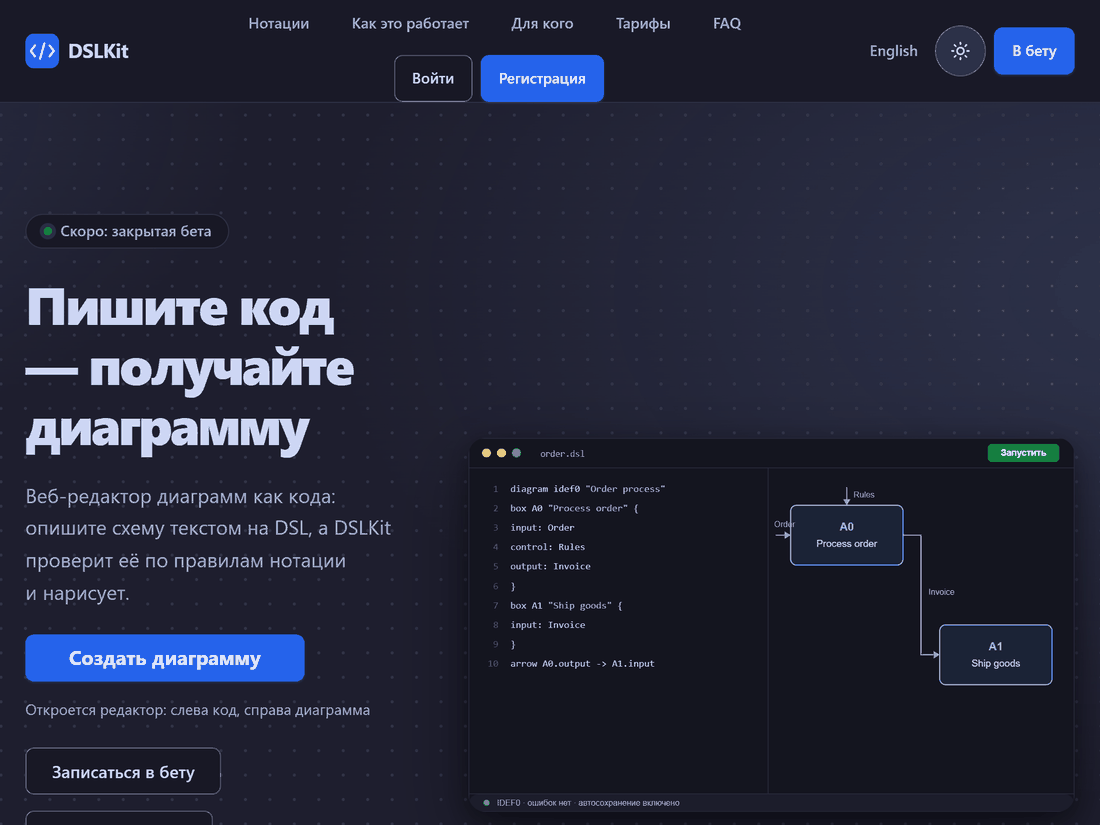 DSLKit
Нотации
Как это работает
Для кого
Тарифы
FAQ
Войти
Регистрация
English
В бету
Скоро: закрытая бета
Пишите код
— получайте
диаграмму
Веб-редактор диаграмм как кода:
опишите схему текстом на DSL, а DSLKit
проверит её по правилам нотации
и нарисует.
Создать диаграмму
Откроется редактор: слева код, справа диаграмма
Записаться в бету
order.dsl
Запустить
1 diagram idef0 "Order process"
2 box A0 "Process order" {
3 input: Order
4 control: Rules
5 output: Invoice
6 }
7 box A1 "Ship goods" {
8 input: Invoice
9 }
10 arrow A0.output -> A1.input
Rules
Order
A0
Process order
Invoice
A1
Ship goods
IDEF0 · ошибок нет · автосохранение включено